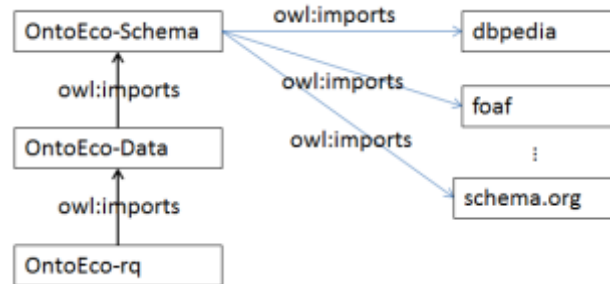 owl:imports
OntoEco-Schema
dbpedia
owl:imports
owl:imports
foaf
owl:imports
OntoEco-Data
...
schema.org
owl:imports
OntoEco-rq